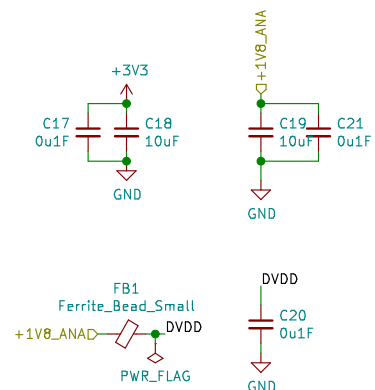 +1V8_ANA
+3V3
C17
0u1F
C18
10uF
C19
10uF
C21
0u1F
GND
GND
FB1
Ferrite_Bead_Small
+1V8_ANA
DVDD
PWR_FLAG
DVDD
C20
0u1F
GND